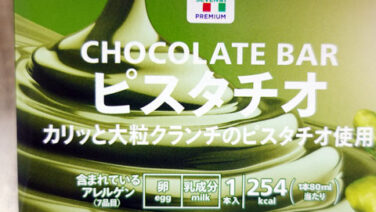 PREMIUM
CHOCOLATE BAR
ピスタチオ
カリッと大粒クランチのピスタチオ使用
含まれている
アレルゲン
(7品目)
卵
egg
乳成分
milk
1
本入
254
kcal
1本80ml
当たり